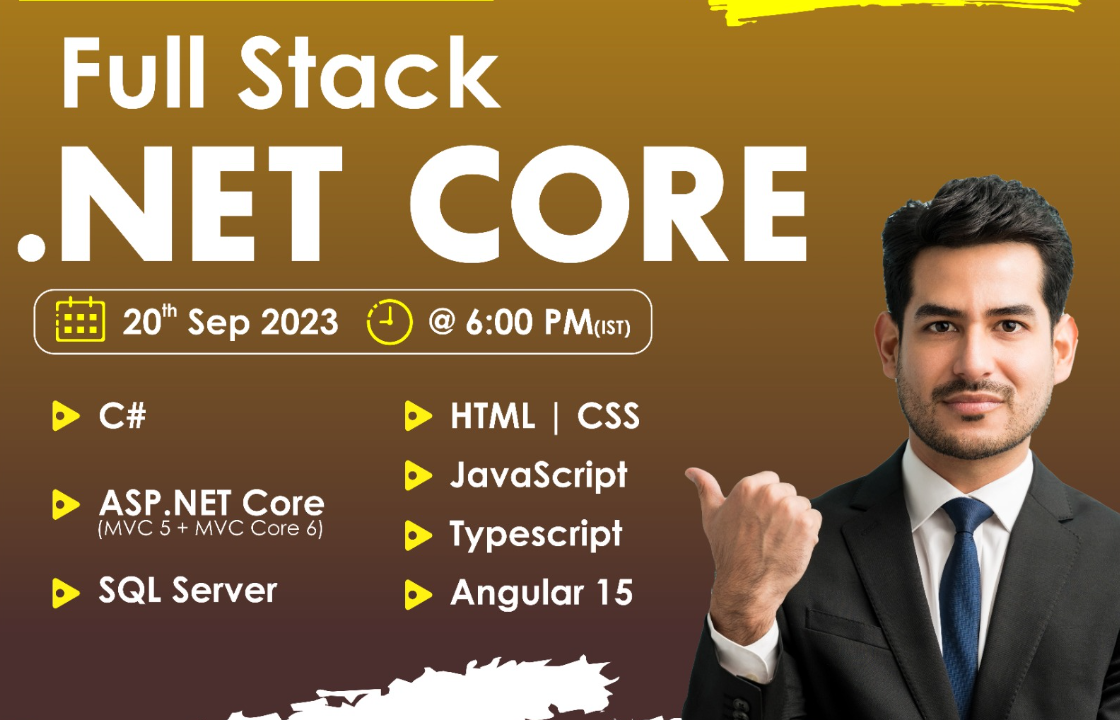 Full Stack
.NET CORE
20th Sep 2023 @ 6:00 PM(IST)
C#
ASP.NET Core
(MVC 5 + MVC Core 6)
SQL Server
HTML | CSS
JavaScript
Typescript
Angular 15